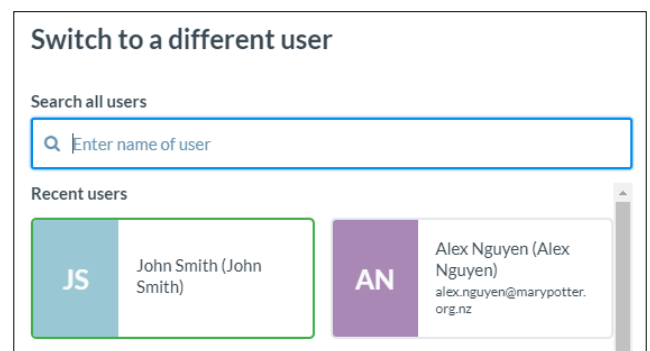 Switch to a different user
Search all users
Enter name of user
Recent users
JS
John Smith (John
Smith)
AN
Alex Nguyen (Alex
Nguyen)
alex.nguyen@marypotter.
org.nz